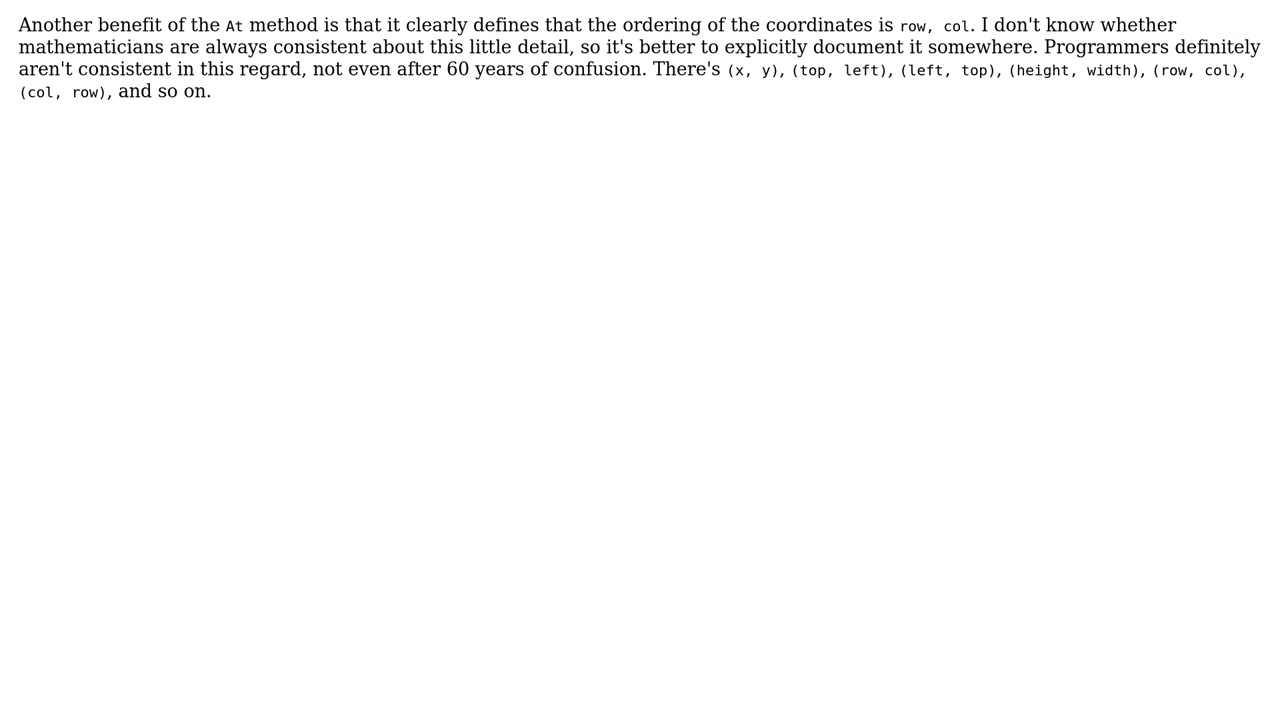 Another benefit of the At method is that it clearly defines that the ordering of the coordinates is row, col. I don't know whether
mathematicians are always consistent about this little detail, so it's better to explicitly document it somewhere. Programmers definitely
aren't consistent in this regard, not even after 60 years of confusion. There's (x, y), (top, left), (left, top), (height, width), (row, col),
(col, row), and so on.